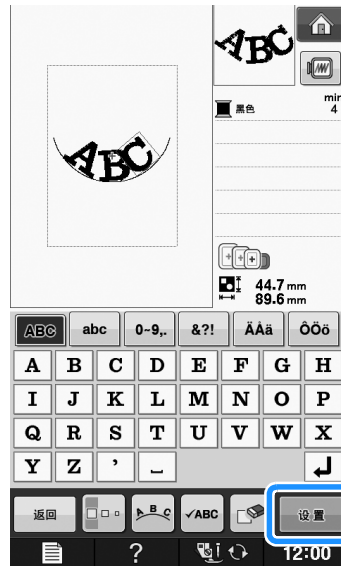 ABC
ABC
min
黑色 4
44.7 mm
89.6 mm
ABC abc 0~9,. &?! ÄÅä ÔÖö
A B C D E F G H
I J K L M N O P
Q R S T U V W X
Y Z ’ ⎵
返回 A B C ✓ABC 设置
? 12:00